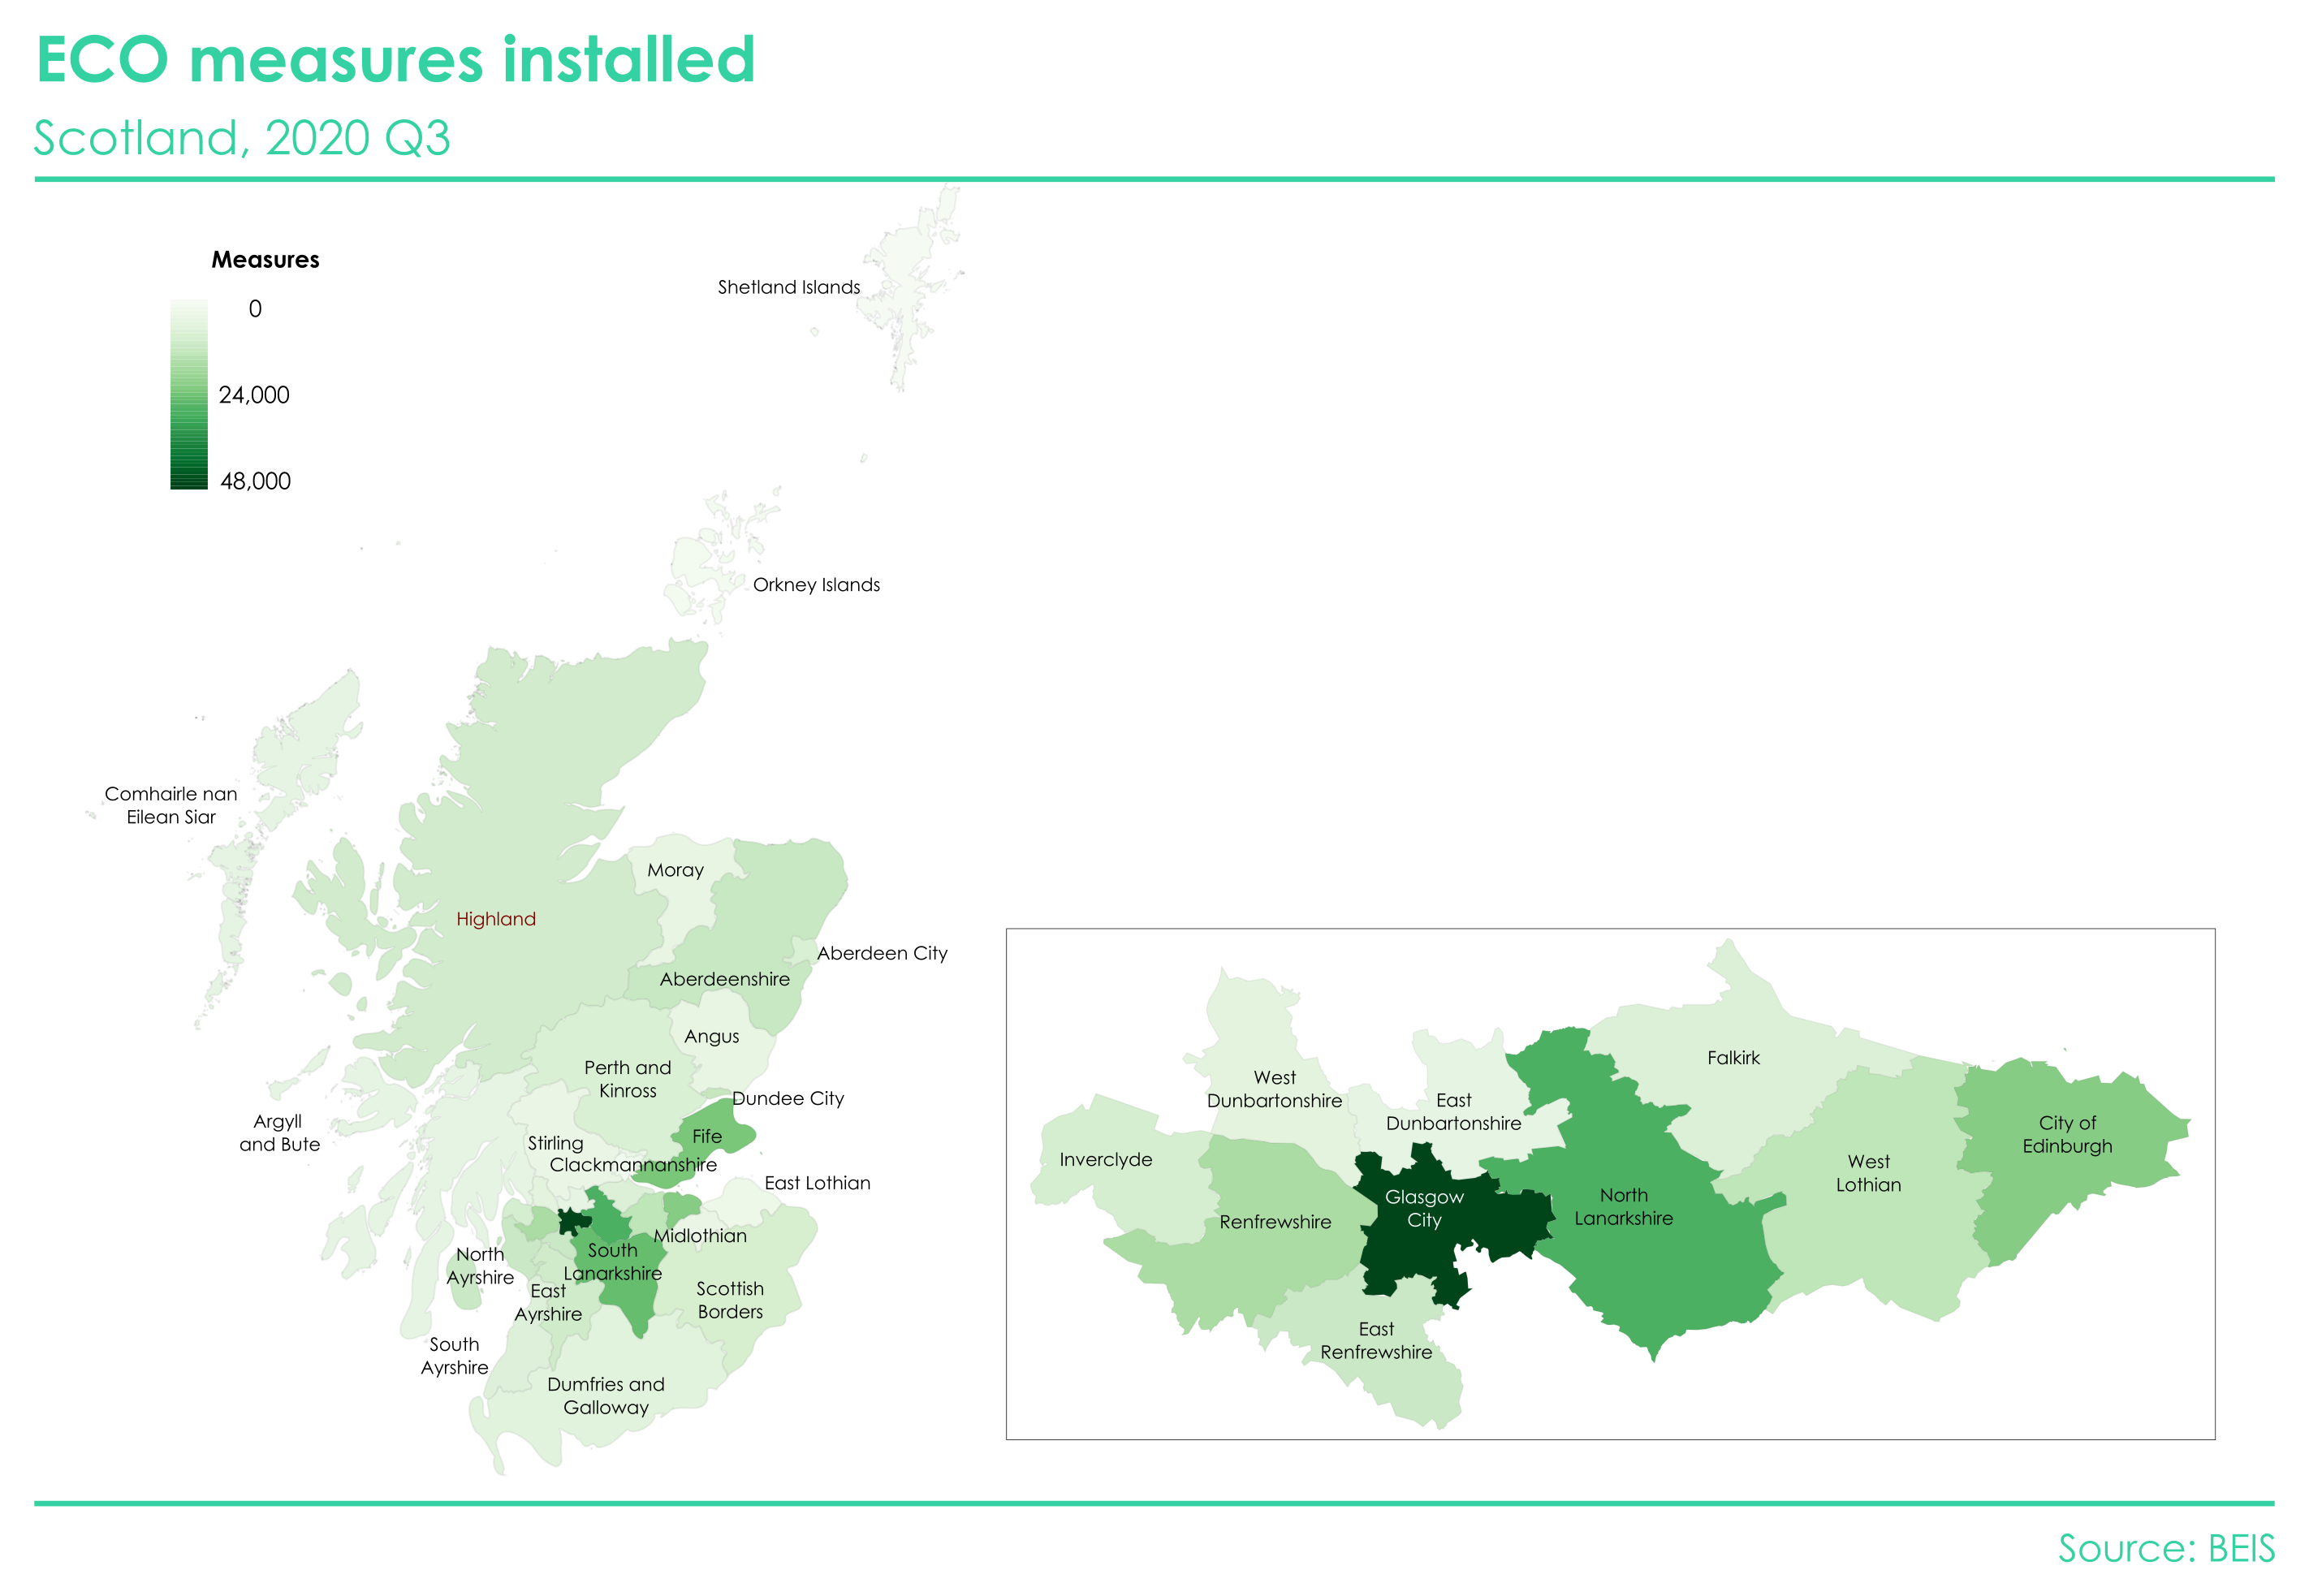 ECO measures installed
Scotland, 2020 Q3
Measures
0
24,000
48,000
Shetland Islands
Orkney Islands
Comhairle nan
Eilean Siar
Moray
Highland
Aberdeen City
Aberdeenshire
Angus
Perth and
Kinross
Dundee City
Argyll
and Bute
Fife
Stirling
Clackmannanshire
East Lothian
Midlothian
North
Ayrshire
South
Lanarkshire
East
Ayrshire
Scottish
Borders
South
Ayrshire
Dumfries and
Galloway
Falkirk
West
Dunbartonshire
East
Dunbartonshire
City of
Edinburgh
Inverclyde
West
Lothian
Glasgow
City
North
Lanarkshire
Renfrewshire
East
Renfrewshire
Source: BEIS